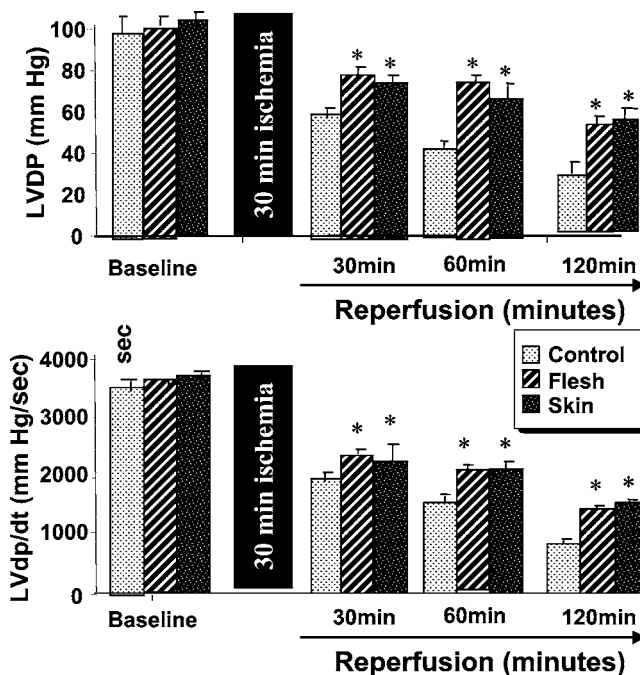 100
80
60
40
20
0
LVDP (mm Hg)
30 min ischemia
* * * * * *
Baseline 30min 60min 120min
Reperfusion (minutes)
Control
Flesh
Skin
sec
4000
3000
2000
1000
0
LVdp/dt (mm Hg/sec)
30 min ischemia
* * * * * *
Baseline 30min 60min 120min
Reperfusion (minutes)